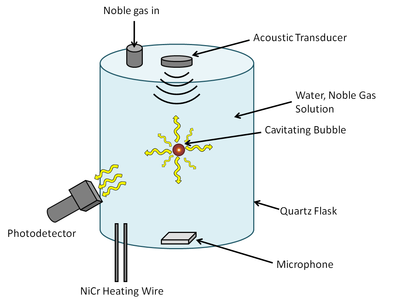 Noble gas in
Acoustic Transducer
Water, Noble Gas
Solution
Cavitating Bubble
Quartz Flask
Photodetector
Microphone
NiCr Heating Wire